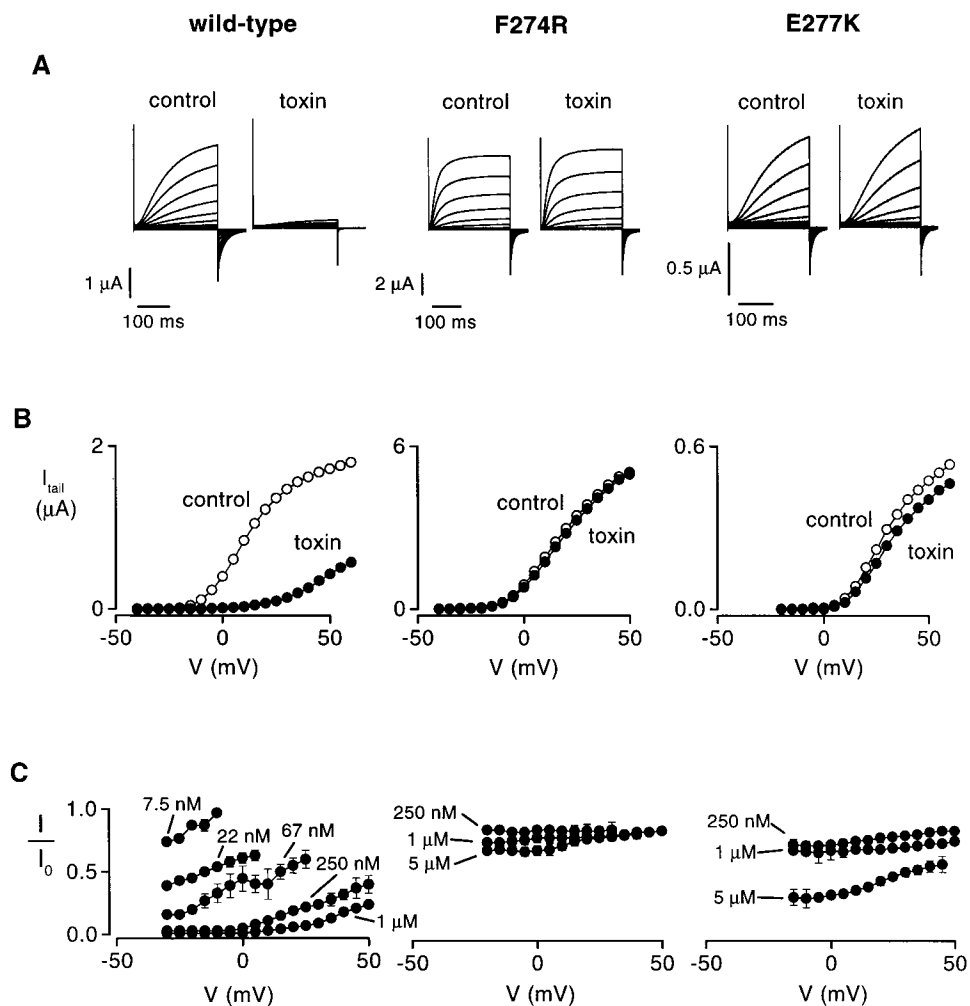 wild-type F274R E277K
A
control toxin control toxin control toxin
1 μA 2 μA 0.5 μA
100 ms 100 ms 100 ms
B
2 6 0.6
I tail (μA)
control toxin control toxin control toxin
0 0 0.0
-50 0 50 -50 0 50 -50 0 50
V (mV) V (mV) V (mV)
C
I
I0
1.0
0.5
0.0
7.5 nM
22 nM
67 nM
250 nM
1 μM
250 nM
1 μM
5 μM
250 nM
1 μM
5 μM
-50 0 50 -50 0 50 -50 0 50
V (mV) V (mV) V (mV)